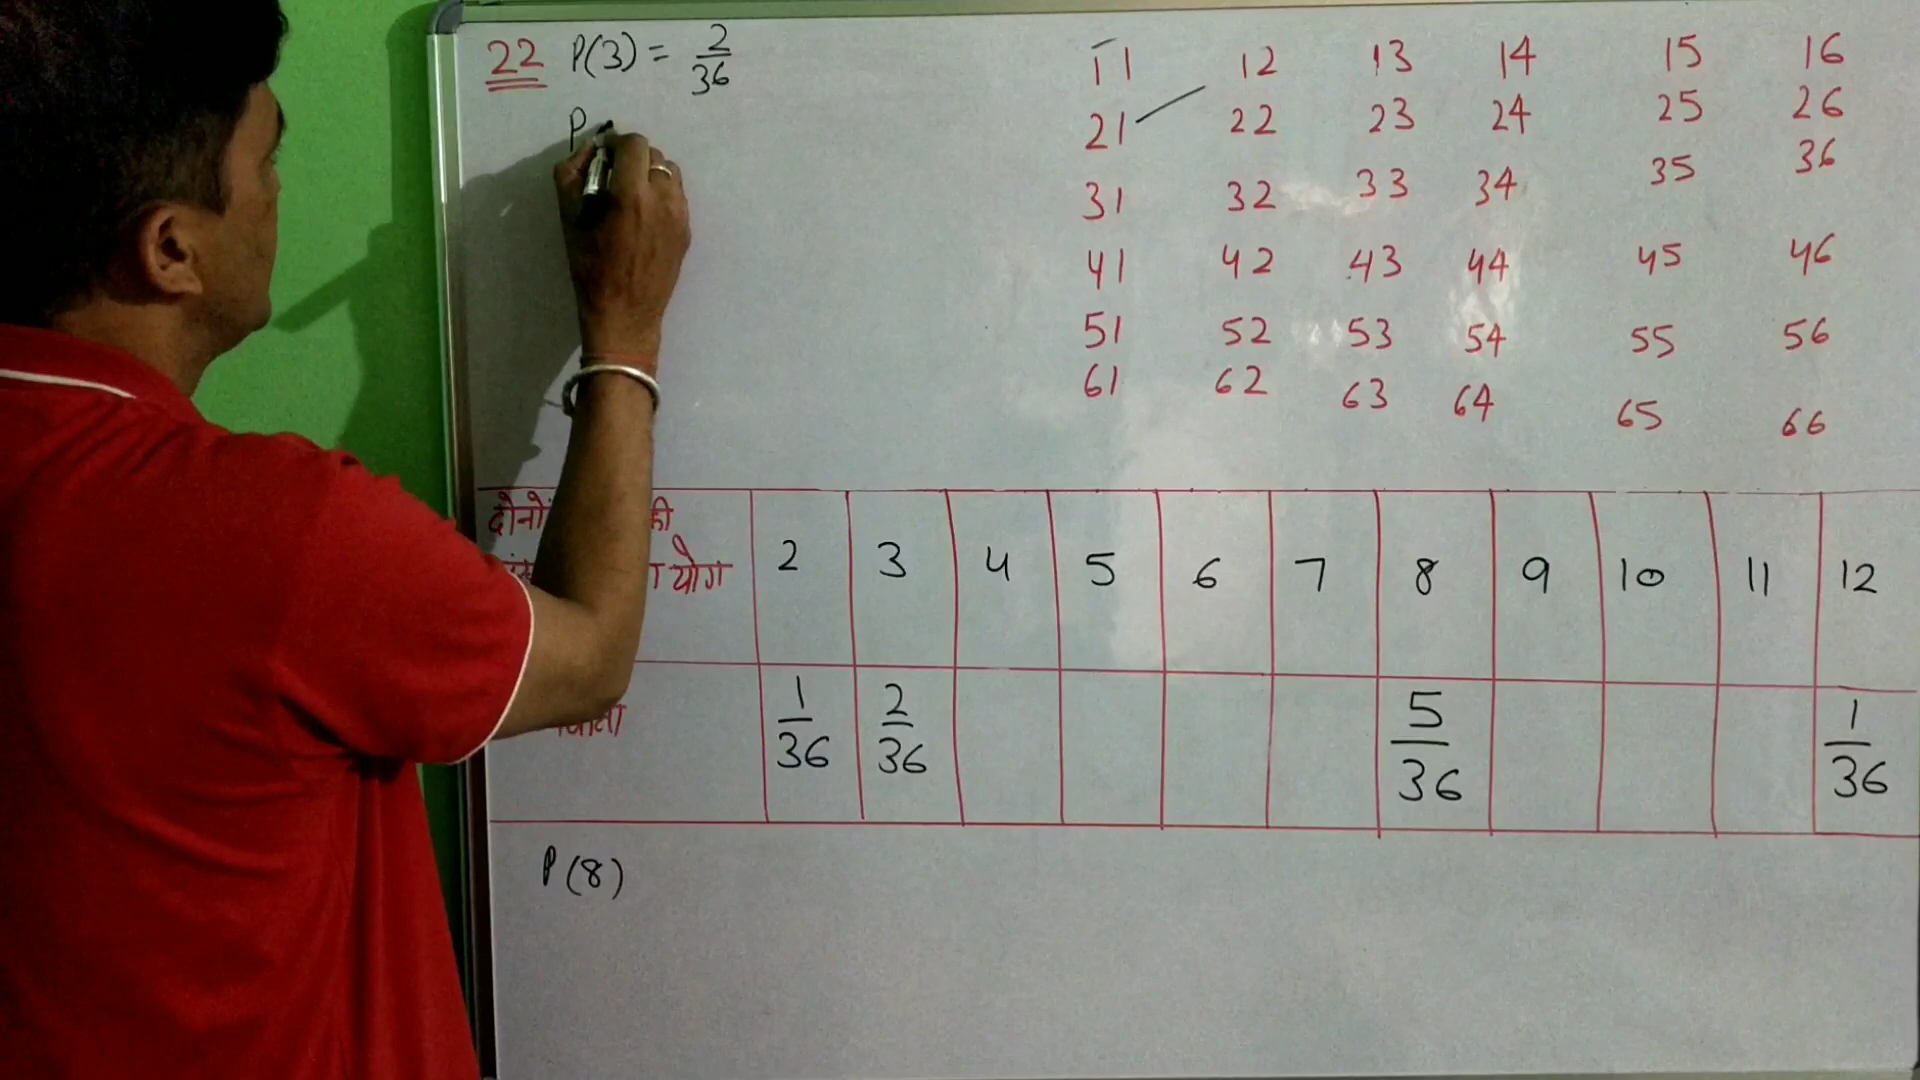 22 P(3) = 2/36
P
11 12 13 14 15 16
21 22 23 24 25 26
31 32 33 34 35 36
41 42 43 44 45 46
51 52 53 54 55 56
61 62 63 64 65 66
दोनों की
योग 2 3 4 5 6 7 8 9 10 11 12
1/36 2/36 5/36 1/36
P(8)